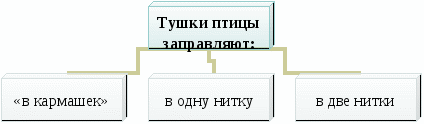 Тушки птицы
заправляют:
«в кармашек»
в одну нитку
в две нитки